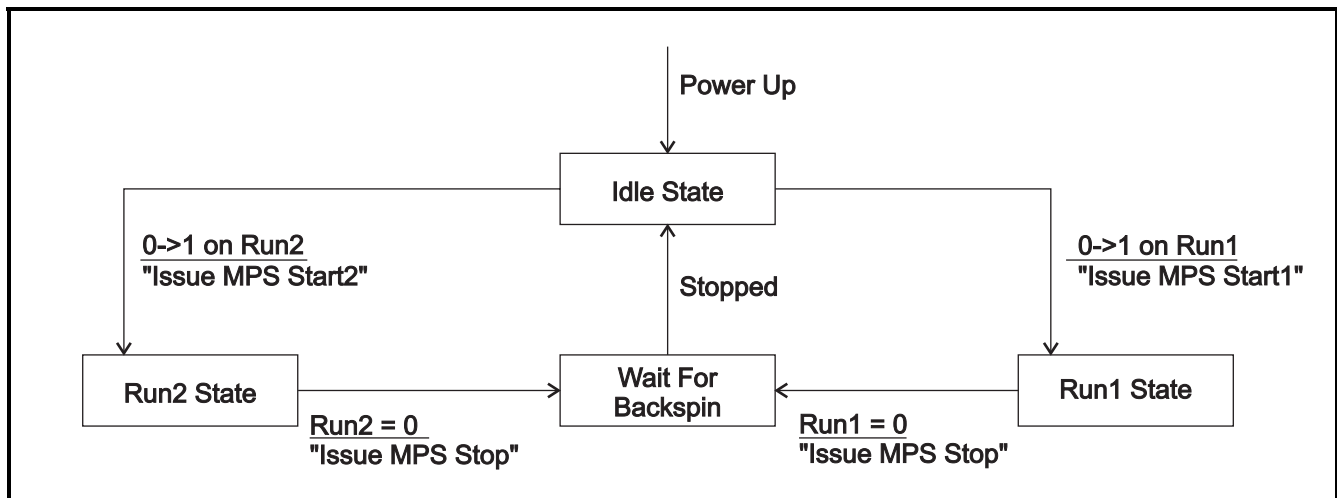 Power Up
Idle State
0->1 on Run2
"Issue MPS Start2"
0->1 on Run1
"Issue MPS Start1"
Stopped
Run2 State
Wait For
Backspin
Run1 State
Run2 = 0
"Issue MPS Stop"
Run1 = 0
"Issue MPS Stop"